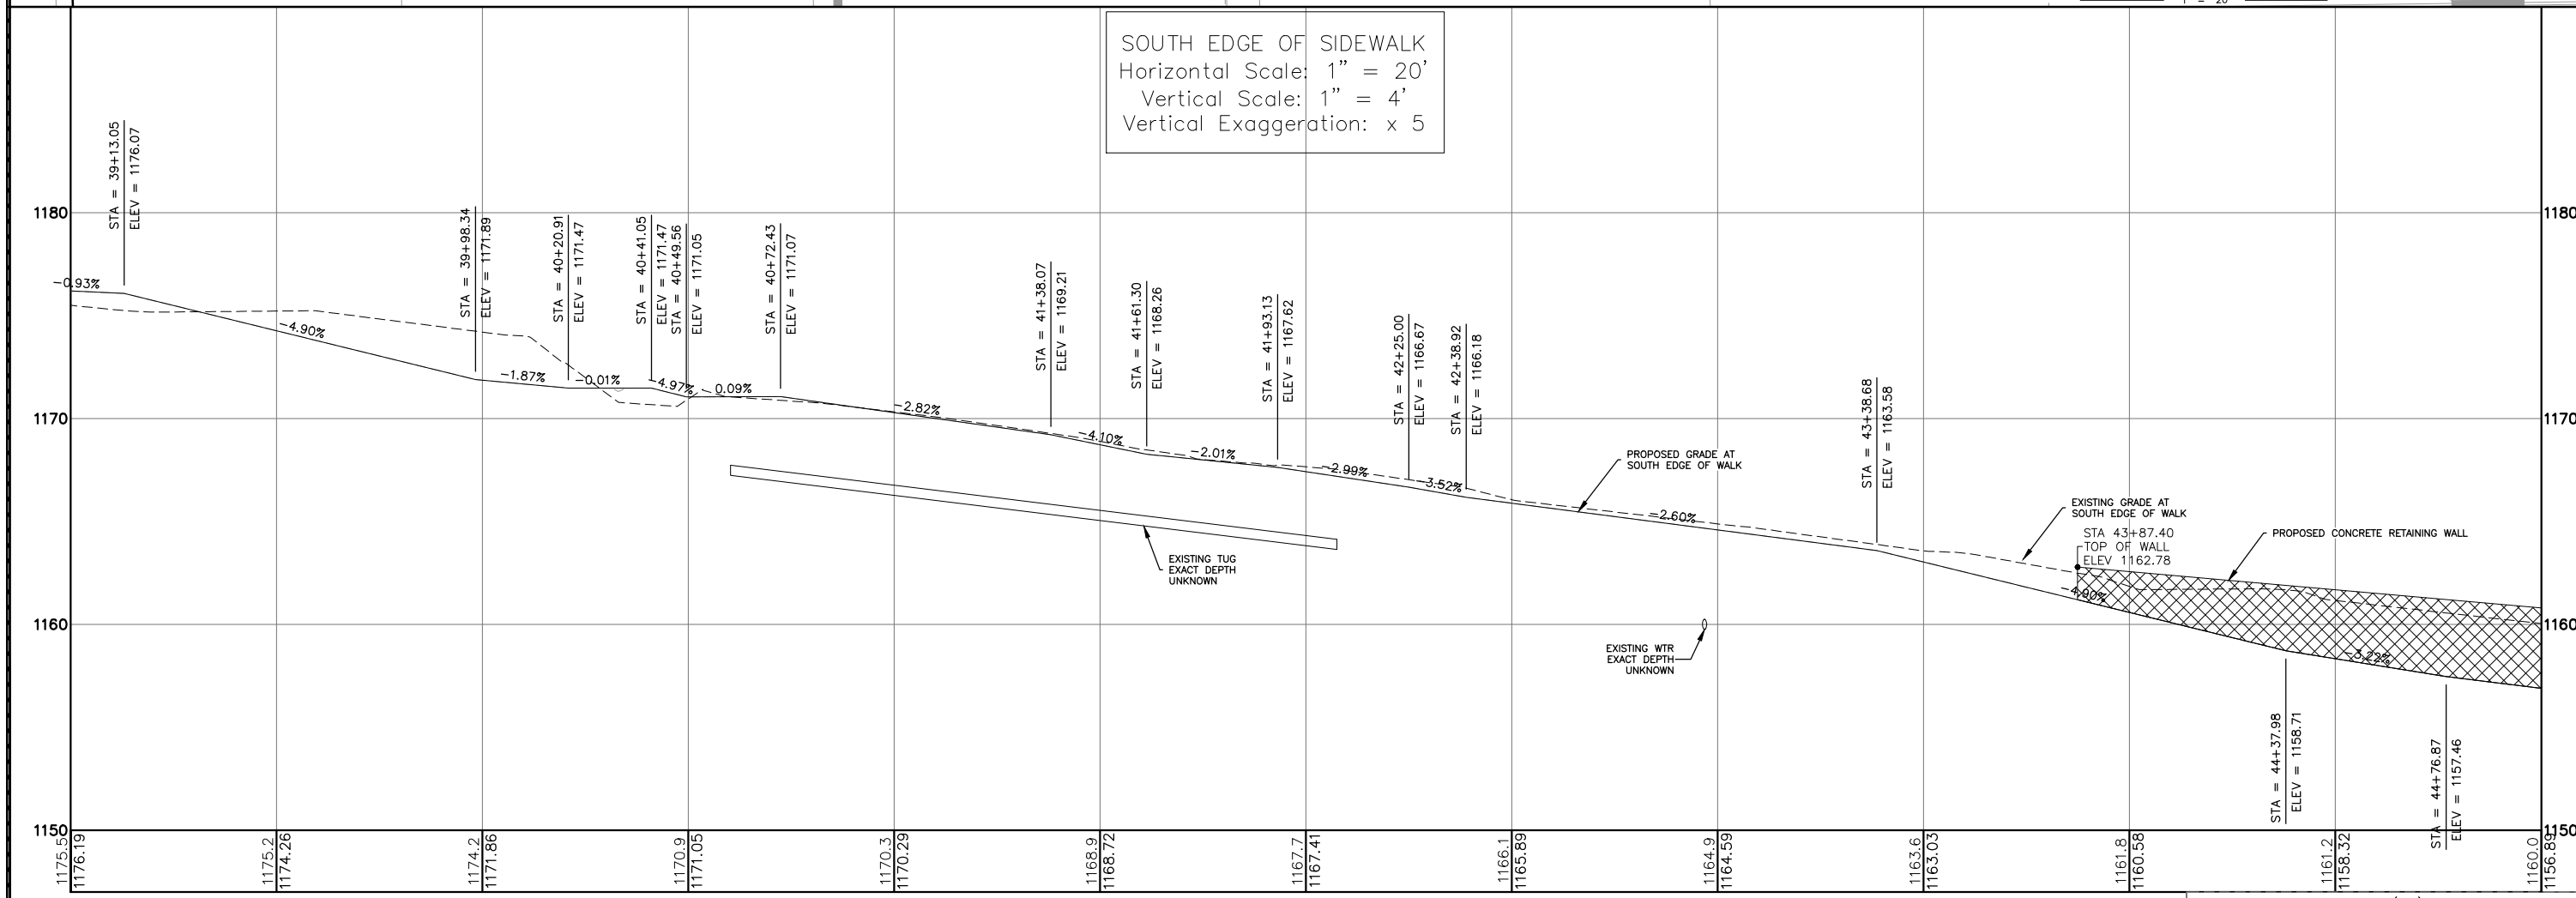 = 20
SOUTH EDGE OF SIDEWALK
Horizontal Scale: 1" = 20'
Vertical Scale: 1" = 4'
Vertical Exaggeration: x 5
STA = 39+13.05
ELEV = 1176.07
STA = 39+98.34
ELEV = 1171.89
STA = 40+20.91
ELEV = 1171.47
STA = 40+41.05
ELEV = 1171.47
STA = 40+49.56
ELEV = 1171.05
STA = 40+72.43
ELEV = 1171.07
STA = 41+38.07
ELEV = 1169.21
STA = 41+61.30
ELEV = 1168.26
STA = 41+93.13
ELEV = 1167.62
STA = 42+25.00
ELEV = 1166.67
STA = 42+38.92
ELEV = 1166.18
STA = 43+38.68
ELEV = 1163.58
STA = 44+37.98
ELEV = 1158.71
STA = 44+76.87
ELEV = 1157.46
1180
1180
1170
1170
1160
1160
1150
1150
-0.93%
-4.90%
-1.87%
-0.01%
-4.97%
0.09%
-2.82%
-4.10%
-2.01%
-2.99%
-3.52%
-2.60%
-4.90%
-3.22%
PROPOSED GRADE AT
SOUTH EDGE OF WALK
EXISTING GRADE AT
SOUTH EDGE OF WALK
STA 43+87.40
TOP OF WALL
ELEV 1162.78
PROPOSED CONCRETE RETAINING WALL
EXISTING TUG
EXACT DEPTH
UNKNOWN
EXISTING WTR
EXACT DEPTH
UNKNOWN
1175.5
1176.19
1175.2
1174.26
1174.2
1171.86
1170.9
1171.05
1170.3
1170.29
1168.9
1168.72
1167.7
1167.41
1166.1
1165.89
1164.9
1164.59
1163.6
1163.03
1161.8
1160.58
1161.2
1158.32
1160.0
1156.89